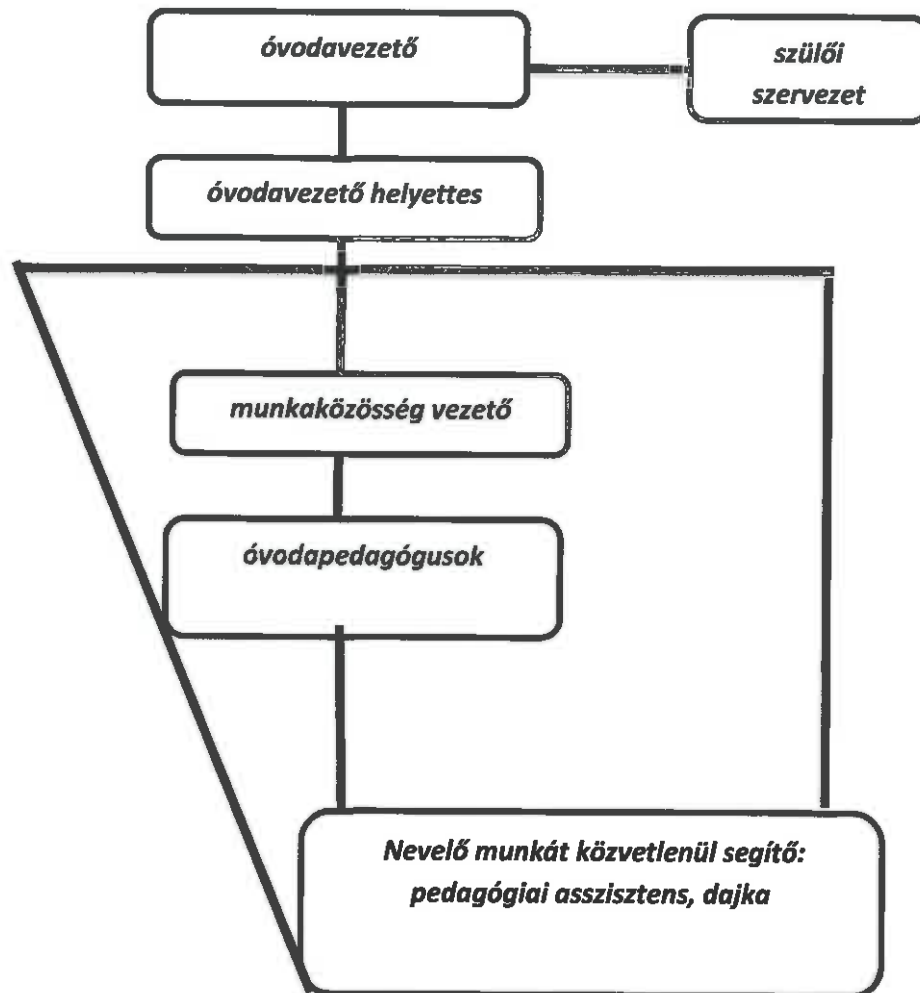 óvodavezető
szülői
szervezet
óvodavezető helyettes
munkaközösség vezető
óvodapedagógusok
Nevelő munkát közvetlenül segítő:
pedagógiai asszisztens, dajka